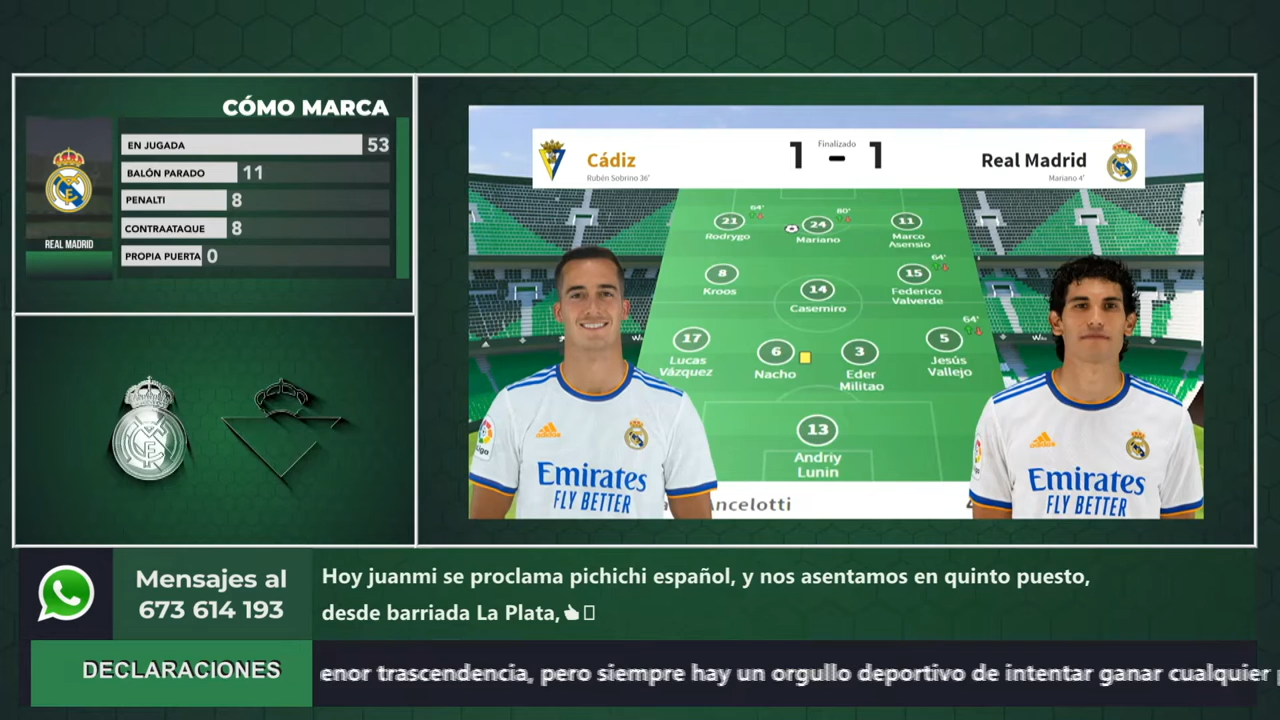 CÓMO MARCA
EN JUGADA 53
BALÓN PARADO 11
PENALTI 8
CONTRAATAQUE 8
PROPIA PUERTA 0
REAL MADRID
Finalizado
Cádiz 1 - 1 Real Madrid
Rubén Sobrino 36'
Mariano 4'
21 64'
Rodrygo
24 80'
Mariano
11
Marco
Asensio
8
Kroos
14
Casemiro
15 64'
Federico
Valverde
17
Lucas
Vázquez
6
Nacho
3
Eder
Militao
5 64'
Jesús
Vallejo
13
Andriy
Lunin
Ancelotti
Emirates
FLY BETTER
Emirates
FLY BETTER
Mensajes al
673 614 193
Hoy juanmi se proclama pichichi español, y nos asentamos en quinto puesto,
desde barriada La Plata,
DECLARACIONES
enor trascendencia, pero siempre hay un orgullo deportivo de intentar ganar cualquier p